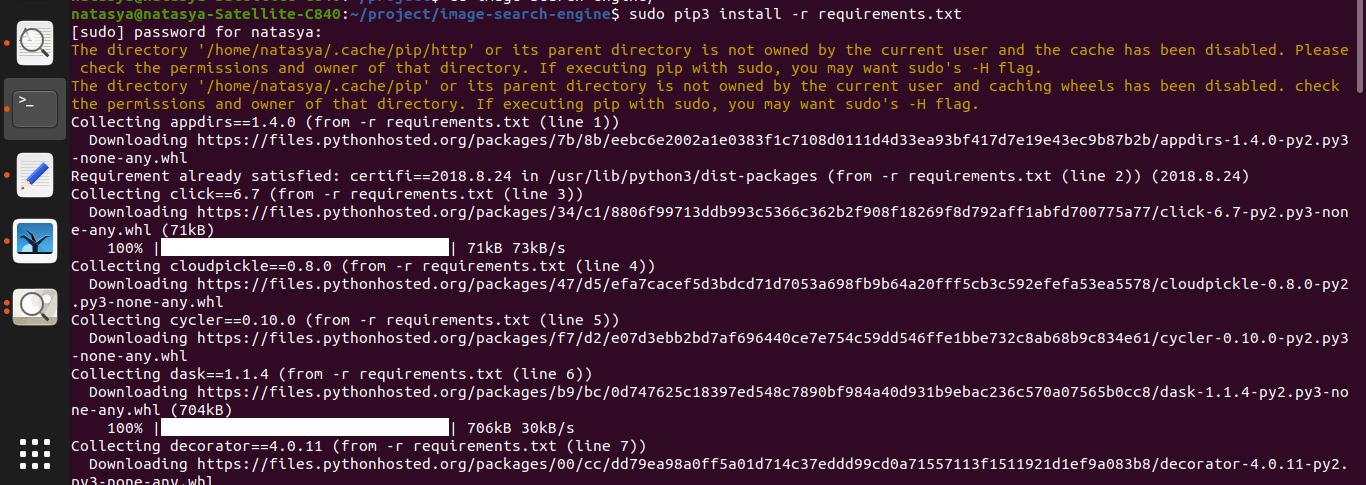 natasya@natasya-Satellite-C840:~/project/image-search-engine$ sudo pip3 install -r requirements.txt
[sudo] password for natasya:
The directory '/home/natasya/.cache/pip/http' or its parent directory is not owned by the current user and the cache has been disabled. Please
check the permissions and owner of that directory. If executing pip with sudo, you may want sudo's -H flag.
The directory '/home/natasya/.cache/pip' or its parent directory is not owned by the current user and caching wheels has been disabled. check
the permissions and owner of that directory. If executing pip with sudo, you may want sudo's -H flag.
Collecting appdirs==1.4.0 (from -r requirements.txt (line 1))
Downloading https://files.pythonhosted.org/packages/7b/8b/eebc6e2002a1e0383f1c7108d0111d4d33ea93bf417d7e19e43ec9b87b2b/appdirs-1.4.0-py2.py3
-none-any.whl
Requirement already satisfied: certifi==2018.8.24 in /usr/lib/python3/dist-packages (from -r requirements.txt (line 2)) (2018.8.24)
Collecting click==6.7 (from -r requirements.txt (line 3))
Downloading https://files.pythonhosted.org/packages/34/c1/8806f99713ddb993c5366c362b2f908f18269f8d792aff1abfd700775a77/click-6.7-py2.py3-non
e-any.whl (71kB)
100% || 71kB 73kB/s
Collecting cloudpickle==0.8.0 (from -r requirements.txt (line 4))
Downloading https://files.pythonhosted.org/packages/47/d5/efa7cacef5d3bdcd71d7053a698fb9b64a20fff5cb3c592efefa53ea5578/cloudpickle-0.8.0-py2
.py3-none-any.whl
Collecting cycler==0.10.0 (from -r requirements.txt (line 5))
Downloading https://files.pythonhosted.org/packages/f7/d2/e07d3ebb2bd7af696440ce7e754c59dd546ffe1bbe732c8ab68b9c834e61/cycler-0.10.0-py2.py3
-none-any.whl
Collecting dask==1.1.4 (from -r requirements.txt (line 6))
Downloading https://files.pythonhosted.org/packages/b9/bc/0d747625c18397ed548c7890bf984a40d931b9ebac236c570a07565b0cc8/dask-1.1.4-py2.py3-no
ne-any.whl (704kB)
100% || 706kB 30kB/s
Collecting decorator==4.0.11 (from -r requirements.txt (line 7))
Downloading https://files.pythonhosted.org/packages/00/cc/dd79ea98a0ff5a01d714c37eddd99cd0a71557113f1511921d1ef9a083b8/decorator-4.0.11-py2.
py3-none-any.whl